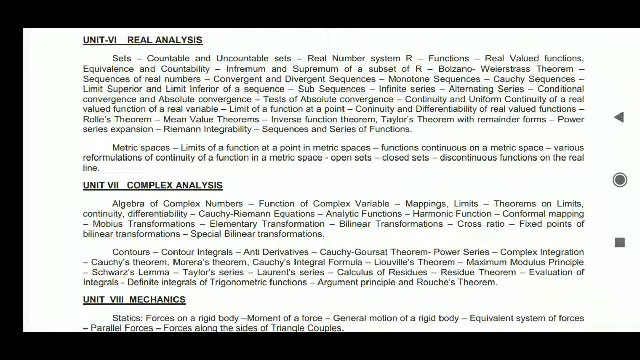 UNIT-VI REAL ANALYSIS
Sets – Countable and Uncountable sets – Real Number system R – Functions – Real Valued functions,
Equivalence and Countability – Infremum and Supremum of a subset of R – Bolzano- Weierstrass Theorem –
Sequences of real numbers – Convergent and Divergent Sequences – Monotone Sequences – Cauchy Sequences –
Limit Superior and Limit Inferior of a sequence – Sub Sequences – Infinite series – Alternating Series – Conditional
convergence and Absolute convergence – Tests of Absolute convergence – Continuity and Uniform Continuity of a real
valued function of a real variable – Limit of a function at a point – Coninuity and Differentiability of real valued functions –
Rolle's Theorem – Mean Value Theorems – Inverse function theorem, Taylor's Theorem with remainder forms – Power
series expansion – Riemann Integrability – Sequences and Series of Functions.
Metric spaces – Limits of a function at a point in metric spaces – functions continuous on a metric space – various
reformulations of continuity of a function in a metric space - open sets – closed sets – discontinuous functions on the real
line.
UNIT VII COMPLEX ANALYSIS
Algebra of Complex Numbers – Function of Complex Variable – Mappings, Limits – Theorems on Limits,
continuity, differentiability – Cauchy-Riemann Equations – Analytic Functions – Harmonic Function – Conformal mapping
– Mobius Transformations – Elementary Transformation – Bilinear Transformations – Cross ratio – Fixed points of
bilinear transformations – Special Bilinear transformations.
Contours – Contour Integrals – Anti Derivatives – Cauchy-Goursat Theorem- Power Series – Complex Integration
– Cauchy's theorem, Morera's theorem, Cauchy's Integral Formula – Liouville's Theorem – Maximum Modulus Principle
– Schwarz's Lemma – Taylor's series – Laurent's series – Calculus of Residues – Residue Theorem – Evaluation of
Integrals - Definite integrals of Trigonometric functions – Argument principle and Rouche's Theorem.
UNIT VIII MECHANICS
Statics: Forces on a rigid body –Moment of a force – General motion of a rigid body – Equivalent system of forces
– Parallel Forces – Forces along the sides of Triangle Couples.